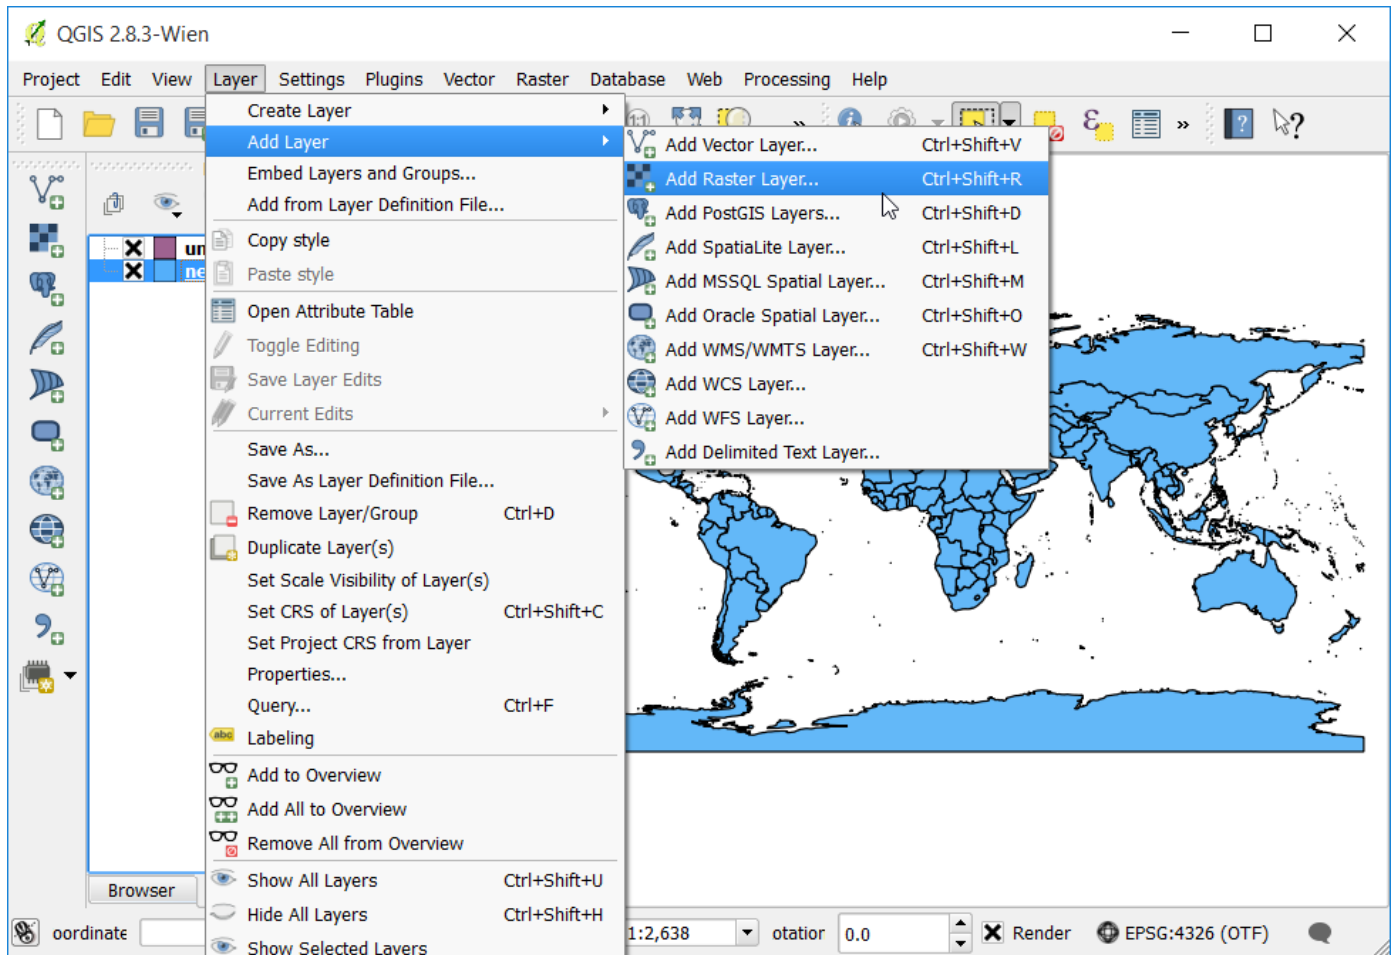 QGIS 2.8.3-Wien
Project Edit View Layer Settings Plugins Vector Raster Database Web Processing Help
Create Layer
Add Layer
Embed Layers and Groups...
Add from Layer Definition File...
Copy style
Paste style
Open Attribute Table
Toggle Editing
Save Layer Edits
Current Edits
Save As...
Save As Layer Definition File...
Remove Layer/Group Ctrl+D
Duplicate Layer(s)
Set Scale Visibility of Layer(s)
Set CRS of Layer(s) Ctrl+Shift+C
Set Project CRS from Layer
Properties...
Query... Ctrl+F
abc Labeling
Add to Overview
Add All to Overview
Remove All from Overview
Show All Layers Ctrl+Shift+U
Hide All Layers Ctrl+Shift+H
Show Selected Layers
Add Vector Layer... Ctrl+Shift+V
Add Raster Layer... Ctrl+Shift+R
Add PostGIS Layers... Ctrl+Shift+D
Add SpatiaLite Layer... Ctrl+Shift+L
Add MSSQL Spatial Layer... Ctrl+Shift+M
Add Oracle Spatial Layer... Ctrl+Shift+O
Add WMS/WMTS Layer... Ctrl+Shift+W
Add WCS Layer...
Add WFS Layer...
Add Delimited Text Layer...
un
ne
Browser
oordinate 1:2,638 otatior 0.0 Render EPSG:4326 (OTF)